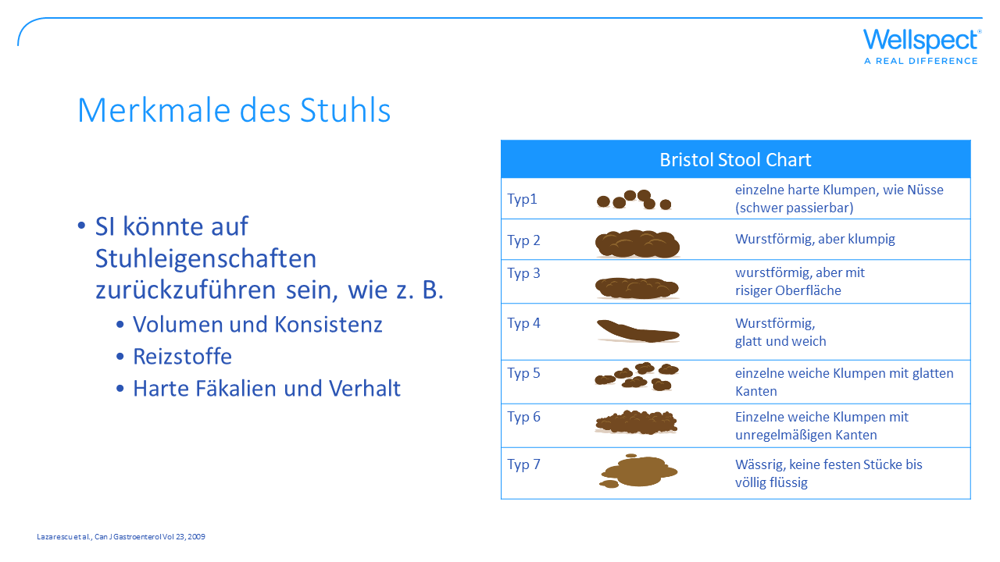 Wellspect®
A REAL DIFFERENCE
Merkmale des Stuhls
• SI könnte auf
Stuhleigenschaften
zurückzuführen sein, wie z. B.
• Volumen und Konsistenz
• Reizstoffe
• Harte Fäkalien und Verhalt
Bristol Stool Chart
Typ1
einzelne harte Klumpen, wie Nüsse
(schwer passierbar)
Typ 2
Wurstförmig, aber klumpig
Typ 3
wurstförmig, aber mit
risiger Oberfläche
Typ 4
Wurstförmig,
glatt und weich
Typ 5
einzelne weiche Klumpen mit glatten
Kanten
Typ 6
Einzelne weiche Klumpen mit
unregelmäßigen Kanten
Typ 7
Wässrig, keine festen Stücke bis
völlig flüssig
Lazarescu et al., Can J Gastroenterol Vol 23, 2009